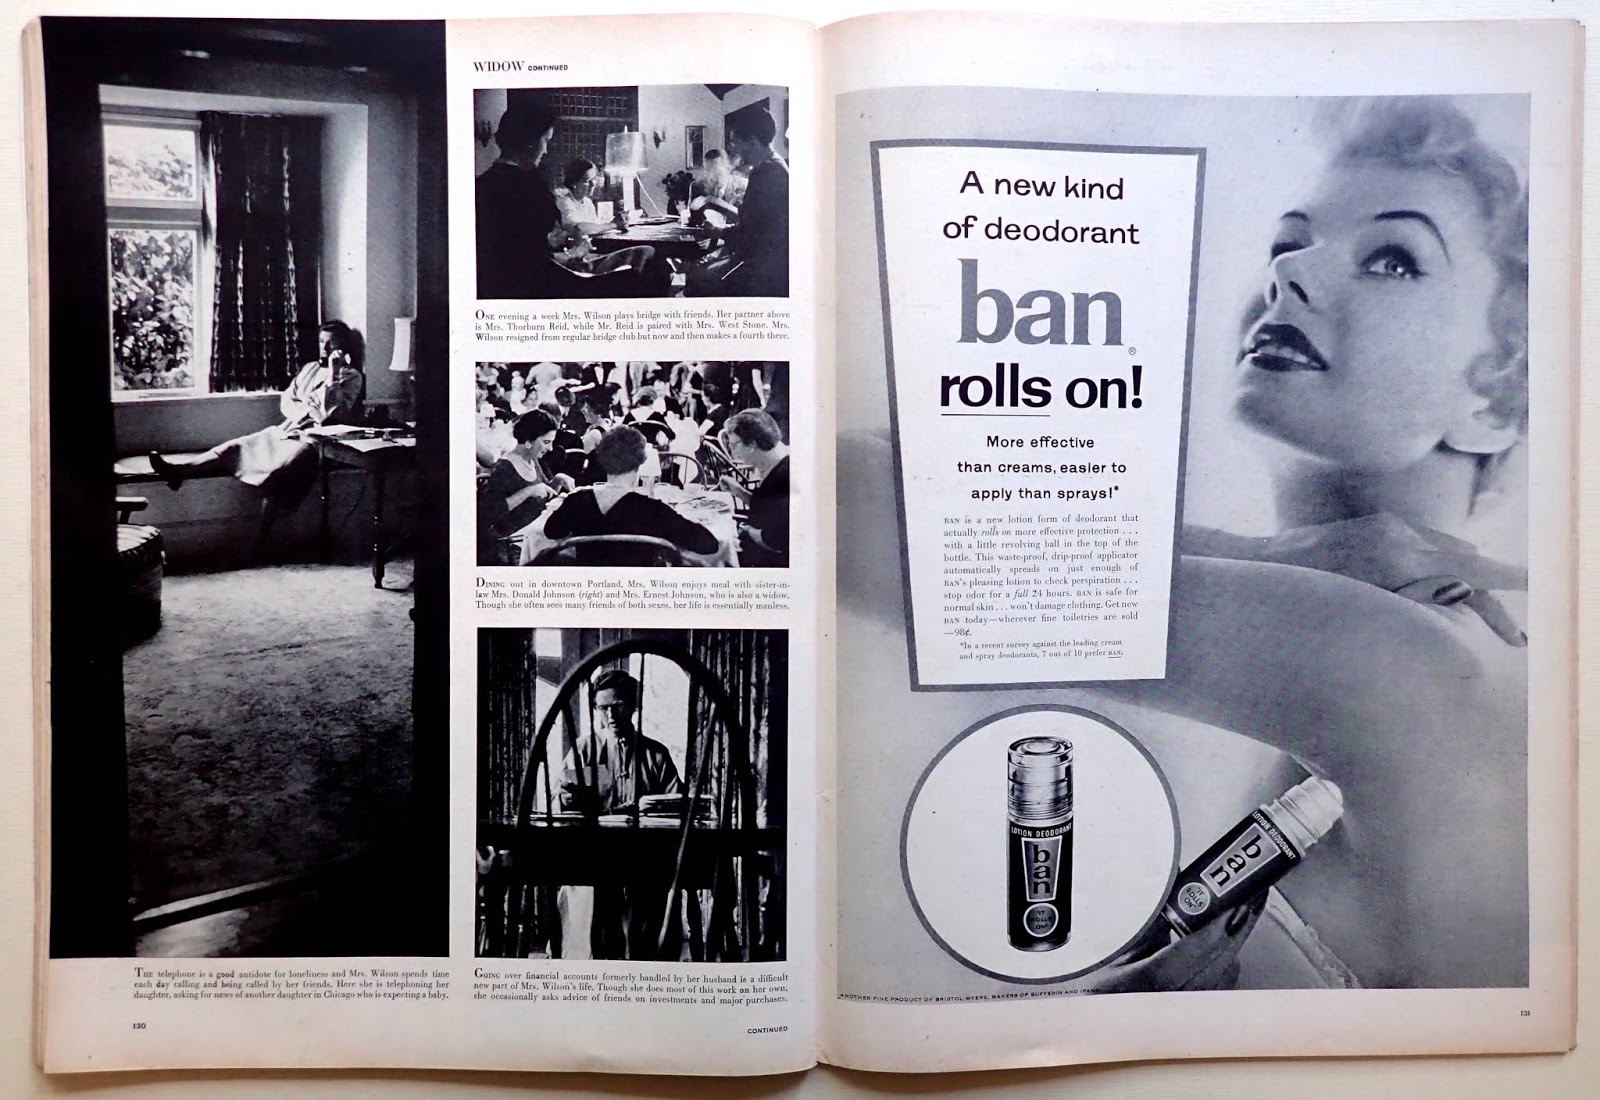 WIDOW CONTINUED
ONE evening a week Mrs. Wilson plays bridge with friends. Her partner above
is Mrs. Thorburn Reid, while Mr. Reid is paired with Mrs. West Stone. Mrs.
Wilson resigned from regular bridge club but now and then makes a fourth there.
DINING out in downtown Portland, Mrs. Wilson enjoys meal with sister-in-
law Mrs. Donald Johnson (right) and Mrs. Ernest Johnson, who is also a widow.
Though she often sees many friends of both sexes, her life is essentially manless.
THE telephone is a good antidote for loneliness and Mrs. Wilson spends time
each day calling and being called by her friends. Here she is telephoning her
daughter, asking for news of another daughter in Chicago who is expecting a baby.
GOING over financial accounts formerly handled by her husband is a difficult
new part of Mrs. Wilson's life. Though she does most of this work on her own,
she occasionally asks advice of friends on investments and major purchases.
130
CONTINUED
A new kind
of deodorant
ban®
rolls on!
More effective
than creams, easier to
apply than sprays!*
BAN is a new lotion form of deodorant that
actually rolls on more effective protection . . .
with a little revolving ball in the top of the
bottle. This waste-proof, drip-proof applicator
automatically spreads on just enough of
BAN's pleasing lotion to check perspiration . . .
stop odor for a full 24 hours. BAN is safe for
normal skin . . . won't damage clothing. Get new
BAN today—wherever fine toiletries are sold
—98¢.
*In a recent survey against the leading cream
and spray deodorants, 7 out of 10 prefer BAN.
LOTION DEODORANT
ban
"IT
ROLLS
ON"
LOTION DEODORANT
ban
"IT
ROLLS
ON"
ANOTHER FINE PRODUCT OF BRISTOL-MYERS, MAKERS OF BUFFERIN AND IPANA
131